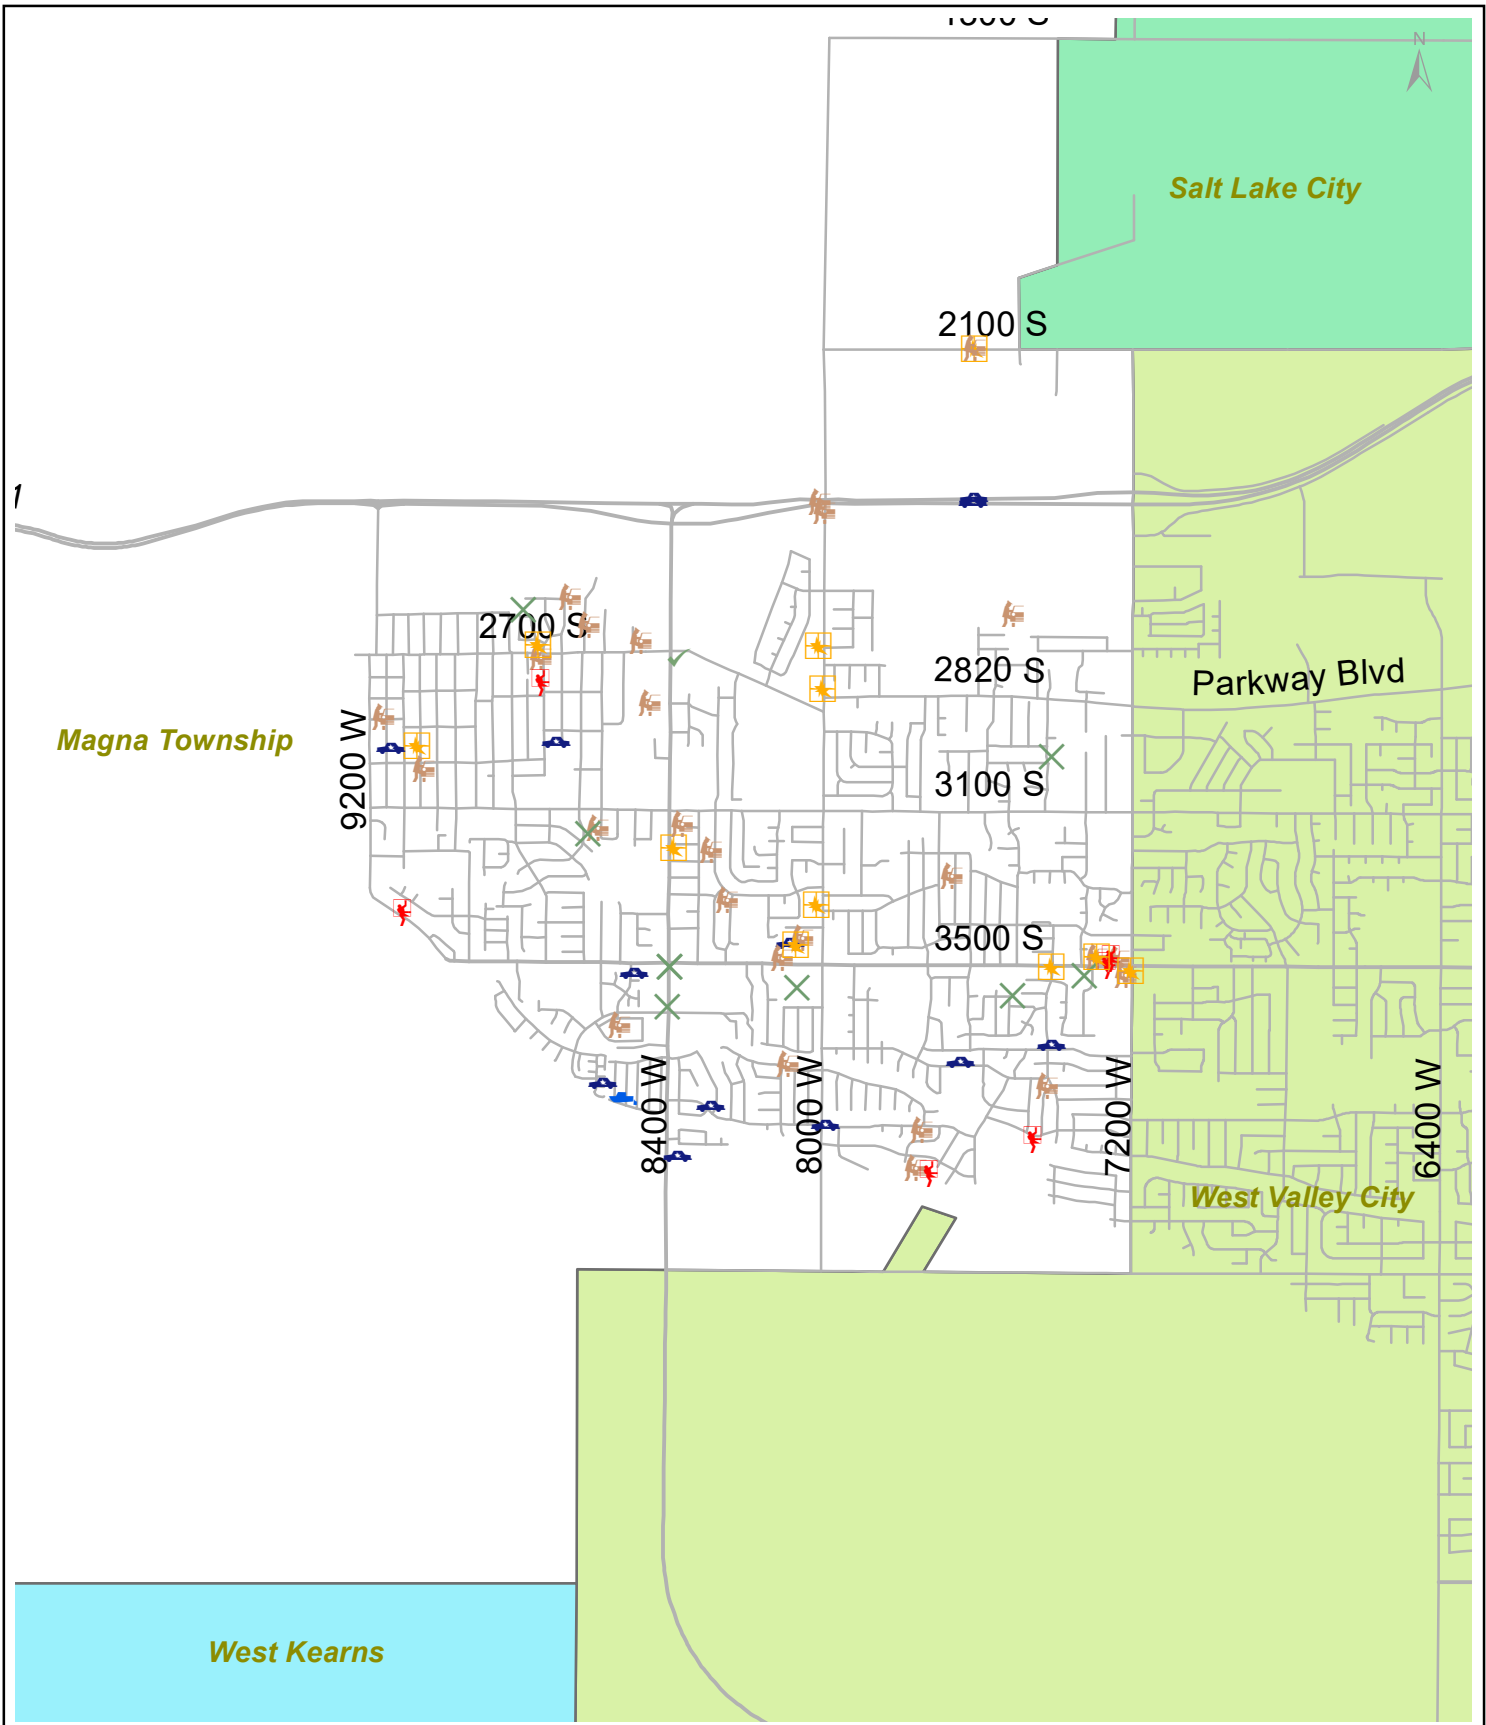 N
Salt Lake City
2100 S
2700 S
2820 S
Parkway Blvd
9200 W
Magna Township
3100 S
3500 S
8400 W
8000 W
7200 W
6400 W
West Valley City
West Kearns